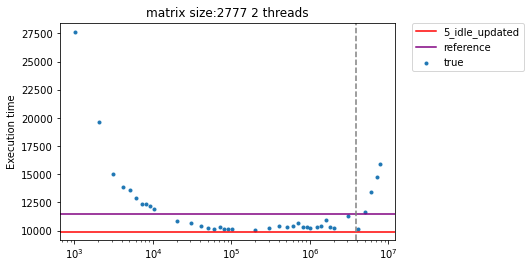 matrix size:2777 2 threads
Execution time
27500
25000
22500
20000
17500
15000
12500
10000
10³
10⁴
10⁵
10⁶
10⁷
5_idle_updated
reference
true